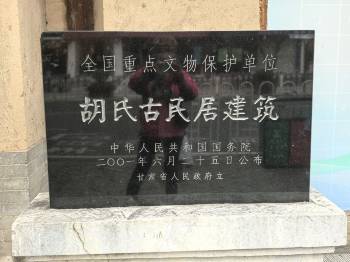 全国重点文物保护单位
胡氏古民居建筑
中华人民共和国国务院
二〇〇一年六月二十五日公布
甘肃省人民政府立